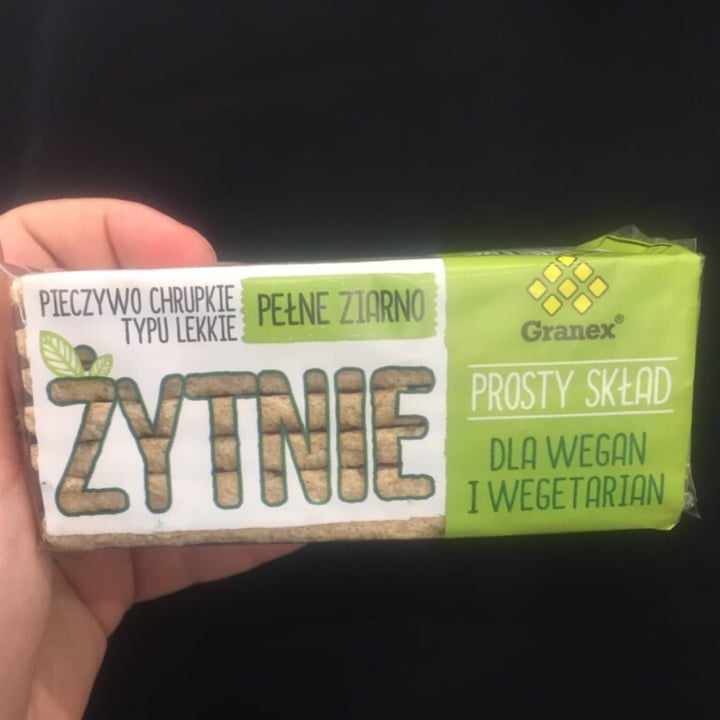 PIECZYWO CHRUPKIE
TYPU LEKKIE
PEŁNE ZIARNO
ŻYTNIE
Granex®
PROSTY SKŁAD
DLA WEGAN
I WEGETARIAN